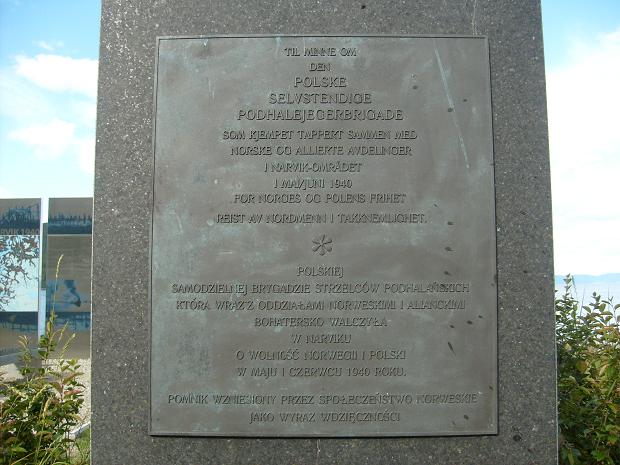 TIL MINNE OM
DEN
POLSKE
SELVSTENDIGE
PODHALEJEGERBRIGADE
SOM KJEMPET TAPPERT SAMMEN MED
NORSKE OG ALLIERTE AVDELINGER
I NARVIK-OMRÅDET
I MAI/JUNI 1940
FOR NORGES OG POLENS FRIHET
REIST AV NORDMENN I TAKKNEMLIGHET.
POLSKIEJ
SAMODZIELNEJ BRYGADZIE STRZELCÓW PODHALAŃSKICH
KTÓRA WRAZ Z ODDZIAŁAMI NORWESKIMI I ALIANCKIMI
BOHATERSKO WALCZYŁA
W NARVIKU
O WOLNOŚĆ NORWEGII I POLSKI
W MAJU I CZERWCU 1940 ROKU.
POMNIK WZNIESIONY PRZEZ SPOŁECZEŃSTWO NORWESKIE
JAKO WYRAZ WDZIĘCZNOŚCI
RVIK 1940